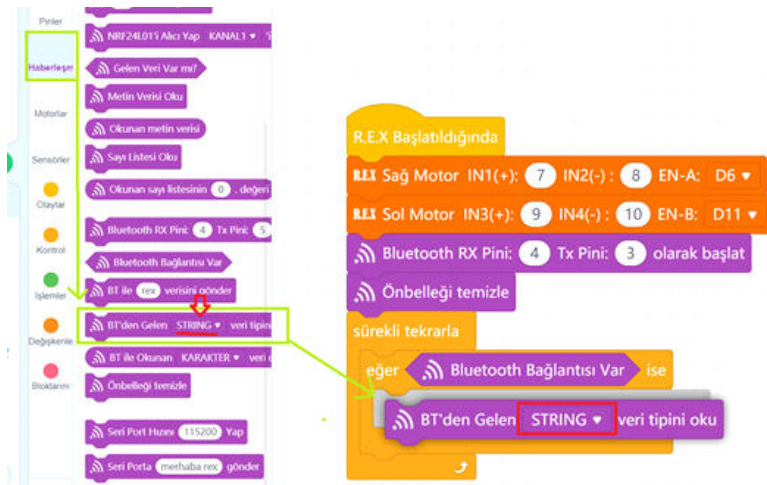 Pinler
Haberleşm
Motorlar
Sensörler
Olaylar
Kontrol
İşlemler
Değişkenle
Bloklarım
NRF24L01'i Alıcı Yap KANAL1
Gelen Veri Var mı?
Metin Verisi Oku
Okunan metin verisi
Sayı Listesi Oku
Okunan sayı listesinin 0 . değeri
Bluetooth RX Pini: 4 Tx Pini: 5
Bluetooth Bağlantısı Var
BT ile rex verisini gönder
BT'den Gelen STRING veri tipin
BT ile Okunan KARAKTER veri
Önbelleği temizle
Seri Port Hızını 115200 Yap
Seri Porta merhaba rex gönder
R.E.X Başlatıldığında
REX Sağ Motor IN1(+): 7 IN2(-) : 8 EN-A: D6
REX Sol Motor IN3(+): 9 IN4(-) : 10 EN-B: D11
Bluetooth RX Pini: 4 Tx Pini: 3 olarak başlat
Önbelleği temizle
sürekli tekrarla
eğer Bluetooth Bağlantısı Var ise
BT'den Gelen STRING veri tipini oku